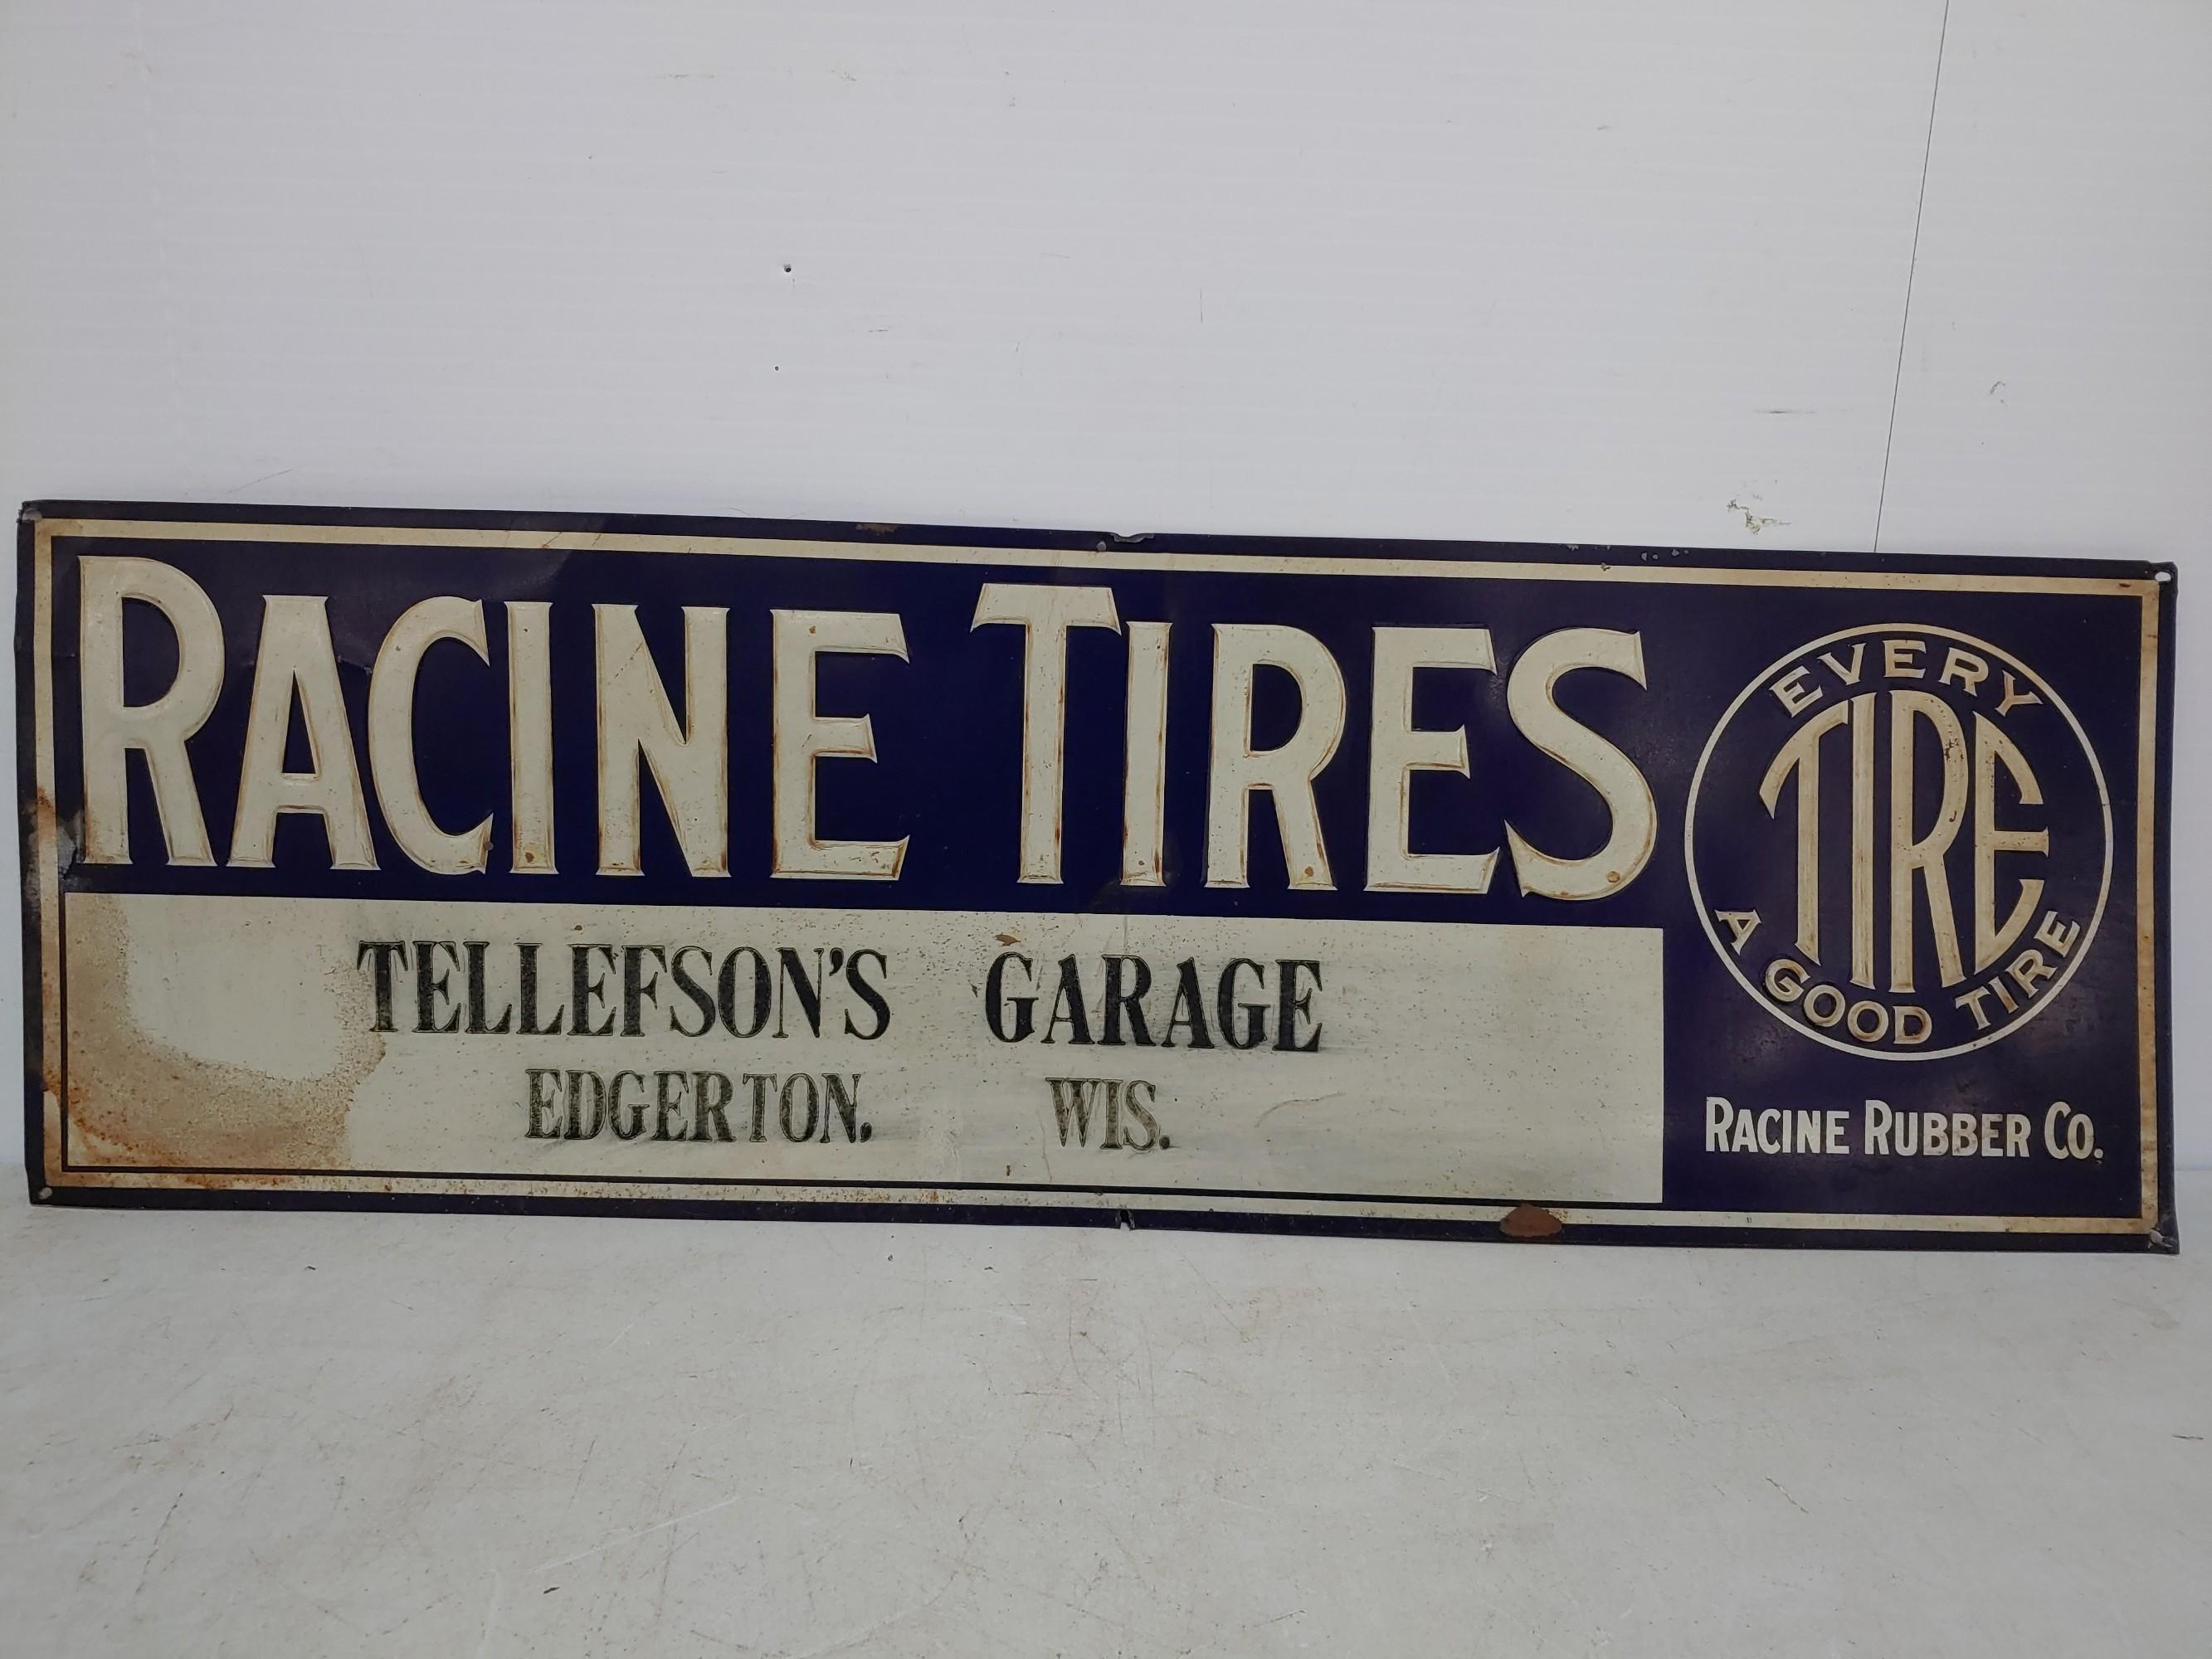 RACINE TIRES
TELLEFSON'S GARAGE
EDGERTON. WIS.
EVERY
TIRE
A GOOD TIRE
RACINE RUBBER CO.